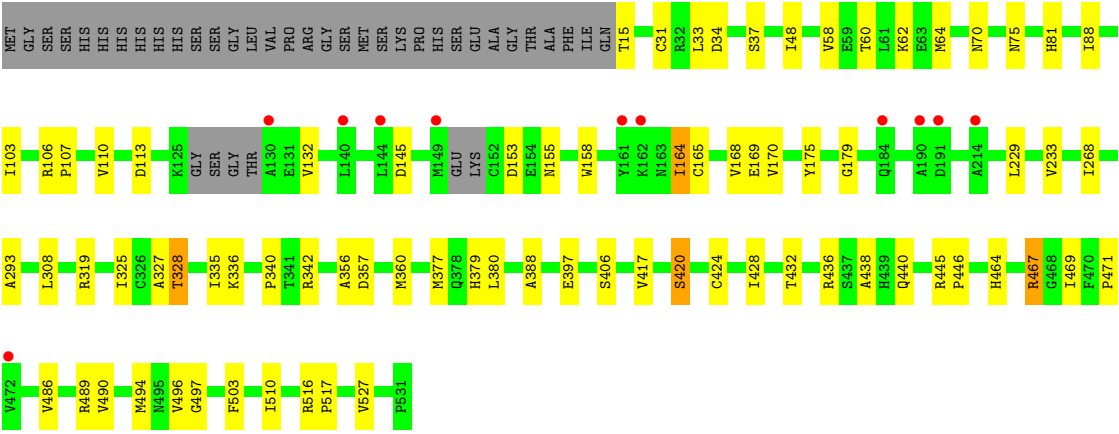 MET GLY SER SER HIS HIS HIS HIS HIS HIS SER SER GLY LEU VAL PRO ARG GLY SER MET SER LYS PRO HIS SER GLU ALA GLY THR ALA PHE ILE GLN T15 C31 R32 L33 D34 S37 I48 V58 E59 T60 L61 K62 E63 M64 N70 N75 H81 I88
I103 R106 P107 V110 D113 K125 GLY SER GLY THR A130 E131 V132 L140 L144 D145 M149 GLU LYS C152 D153 E154 N155 W158 Y161 K162 N163 I164 C165 V168 E169 V170 Y175 G179 Q184 A190 D191 A214 L229 V233 I268
A293 L308 R319 I325 C326 A327 T328 I335 K336 P340 T341 R342 A356 D357 M360 M377 Q378 H379 L380 A388 E397 S406 V417 S420 C424 I428 T432 R436 S437 A438 H439 Q440 R445 P446 H464 R467 G468 I469 F470 P471
V472 V486 R489 V490 M494 N495 V496 G497 F503 I510 R516 P517 V527 P531